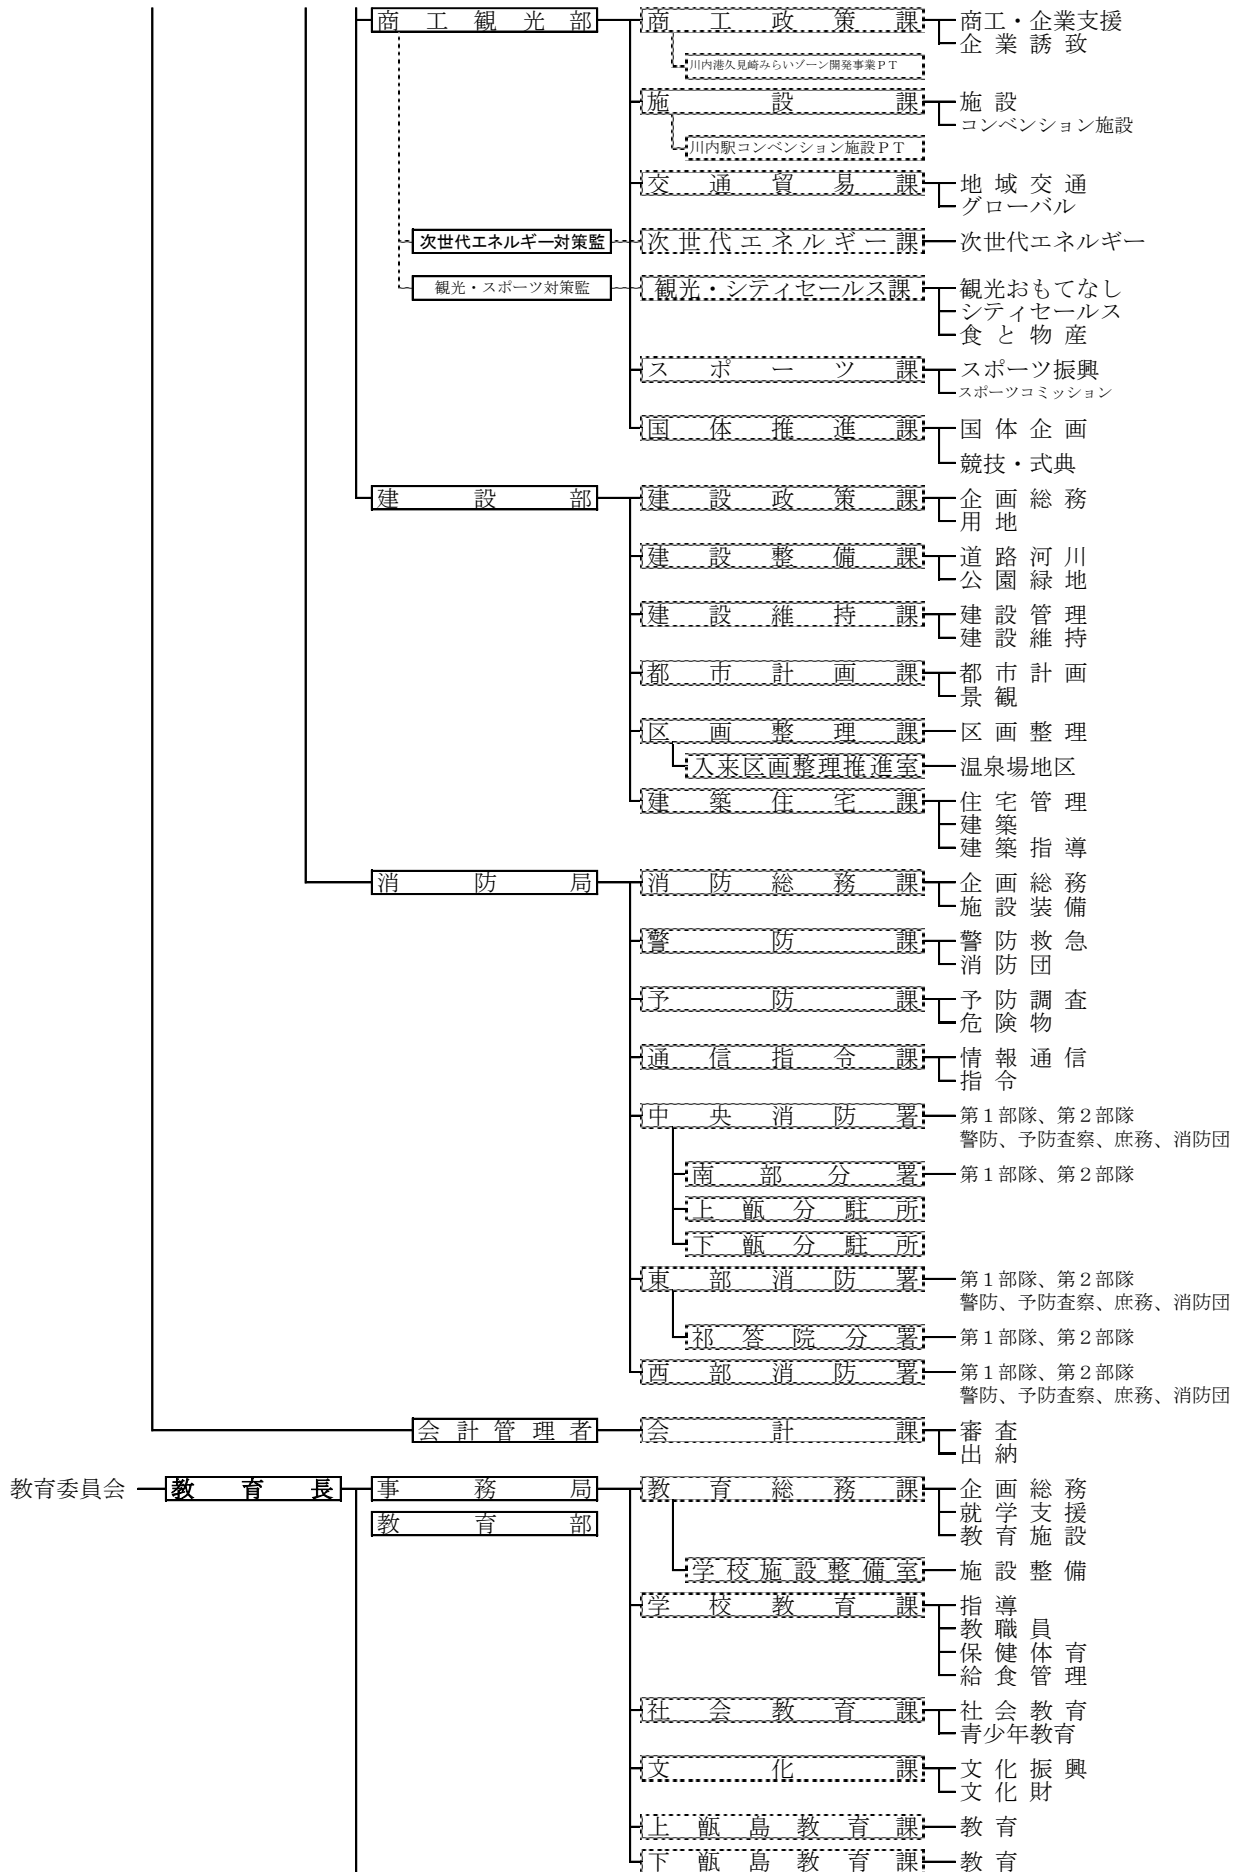 商工観光部 商工政策課 商工・企業支援
企業誘致
川内港久見崎みらいゾーン開発事業PT
施設課 施設
コンベンション施設
川内駅コンベンション施設PT
交通貿易課 地域交通
グローバル
次世代エネルギー対策監 次世代エネルギー課 次世代エネルギー
観光・スポーツ対策監 観光・シティセールス課 観光おもてなし
シティセールス
食と物産
スポーツ課 スポーツ振興
スポーツコミッション
国体推進課 国体企画
競技・式典
建設部 建設政策課 企画総務
用地
建設整備課 道路河川
公園緑地
建設維持課 建設管理
建設維持
都市計画課 都市計画
景観
区画整理課 区画整理
入来区画整理推進室 温泉場地区
建築住宅課 住宅管理
建築
建築指導
消防局 消防総務課 企画総務
施設装備
警防課 警防救急
消防団
予防課 予防調査
危険物
通信指令課 情報通信
指令
中央消防署 第1部隊、第2部隊
警防、予防査察、庶務、消防団
南部分署 第1部隊、第2部隊
上甑分駐所
下甑分駐所
東部消防署 第1部隊、第2部隊
警防、予防査察、庶務、消防団
祁答院分署 第1部隊、第2部隊
西部消防署 第1部隊、第2部隊
警防、予防査察、庶務、消防団
会計管理者 会計課 審査
出納
教育委員会 教育長 事務局 教育総務課 企画総務
就学支援
教育部 教育施設
学校施設整備室 施設整備
学校教育課 指導
教職員
保健体育
給食管理
社会教育課 社会教育
青少年教育
文化課 文化振興
文化財
上甑島教育課 教育
下甑島教育課 教育